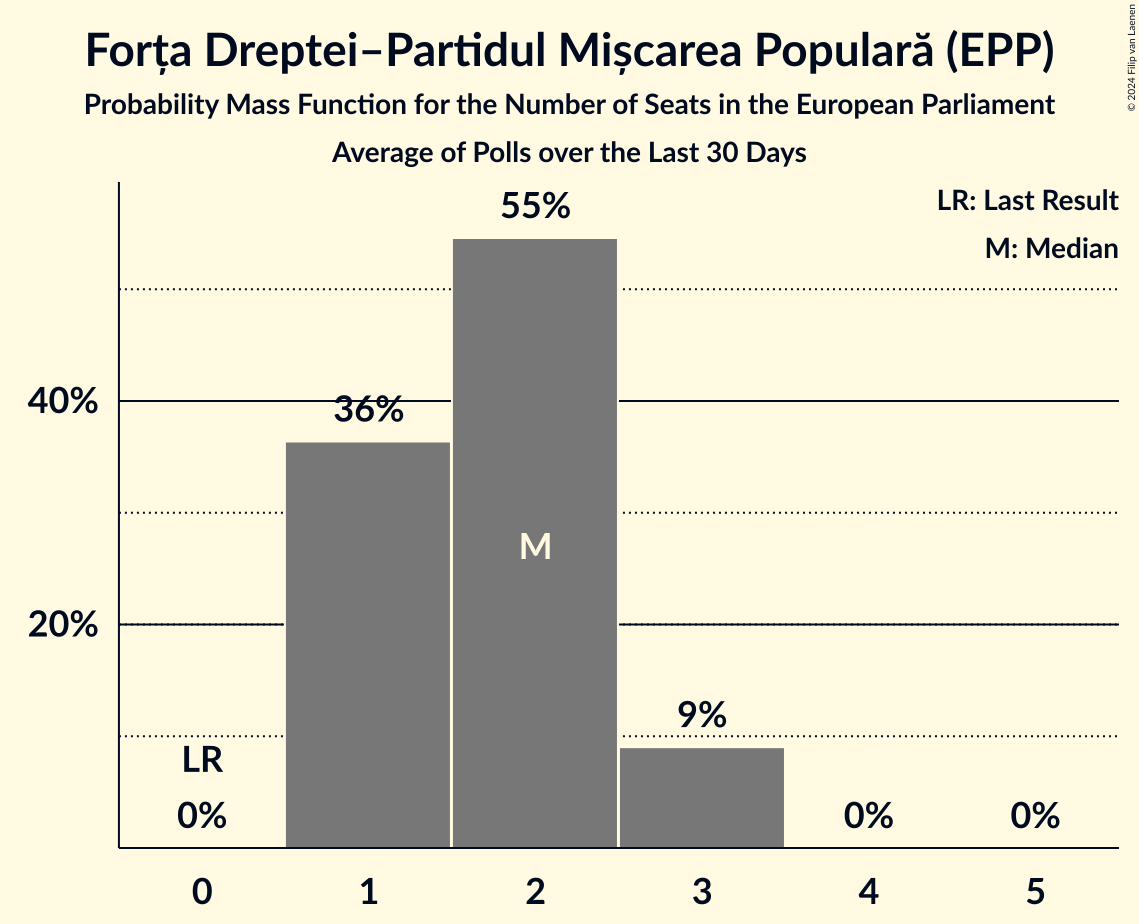 Forța Dreptei–Partidul Mișcarea Populară (EPP)
Probability Mass Function for the Number of Seats in the European Parliament
Average of Polls over the Last 30 Days
© 2024 Filip van Laenen
LR: Last Result
M: Median
55%
40%
36%
M
20%
9%
LR
0%
0%
0%
0
1
2
3
4
5